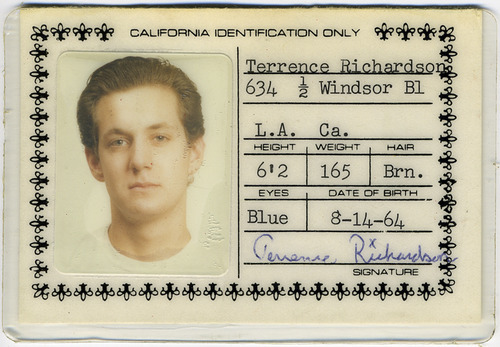 CALIFORNIA IDENTIFICATION ONLY
Terrence Richardson
634 ½ Windsor Bl
L.A. Ca.
HEIGHT WEIGHT HAIR
6'2 165 Brn.
EYES DATE OF BIRTH
Blue 8-14-64
Terrence Richardson
SIGNATURE